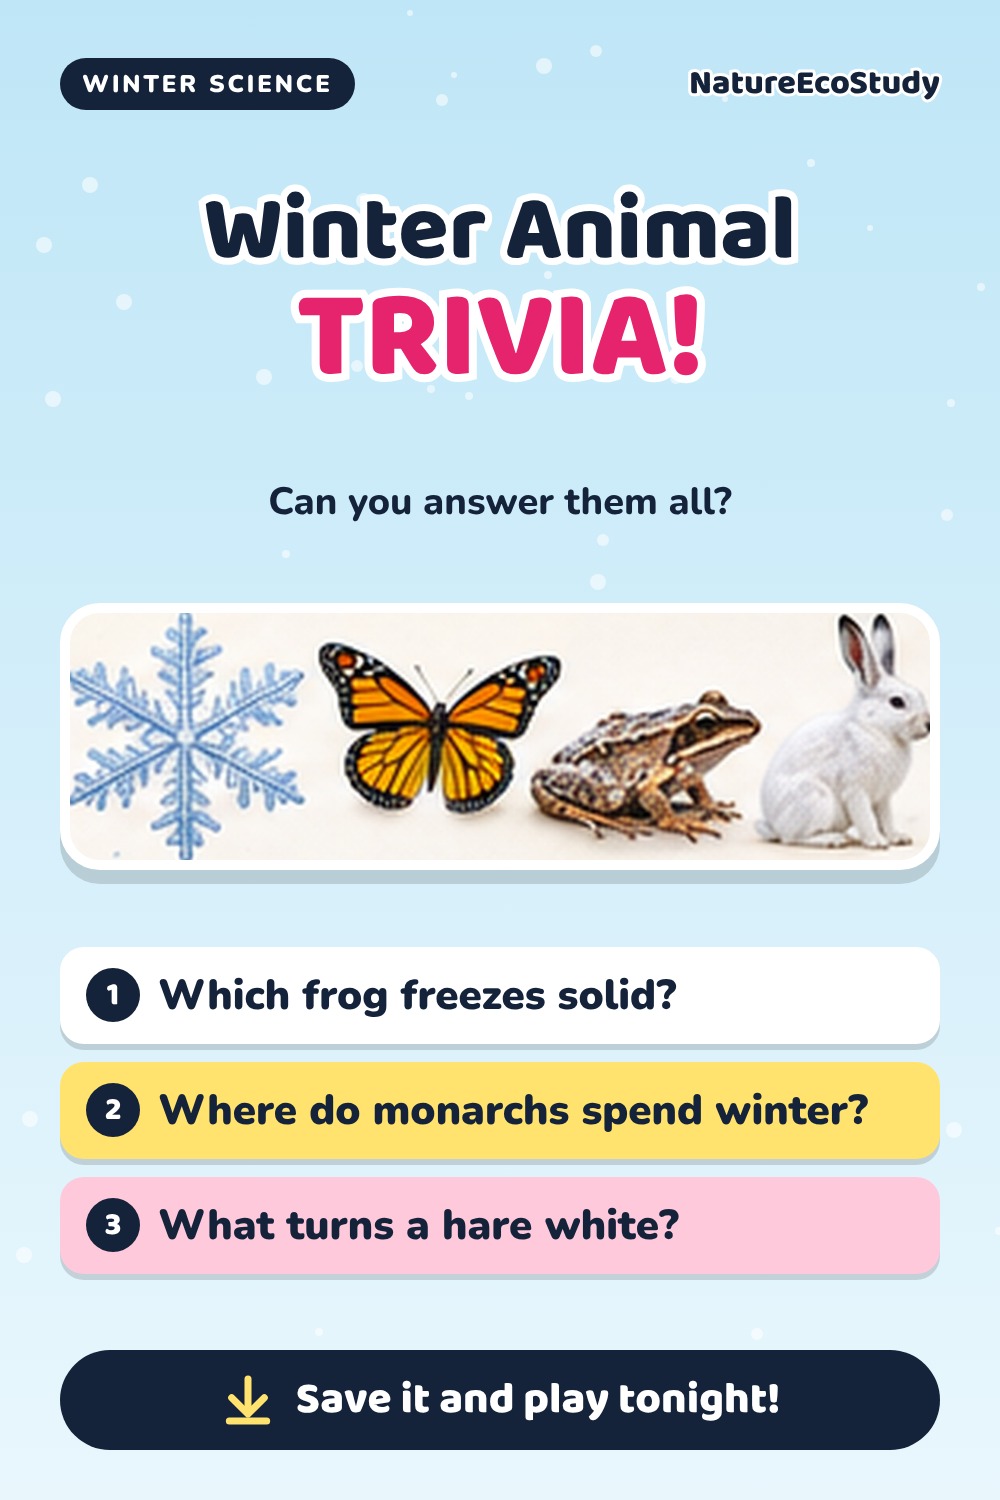 WINTER SCIENCE
NatureEcoStudy
Winter Animal
TRIVIA!
Can you answer them all?
1 Which frog freezes solid?
2 Where do monarchs spend winter?
3 What turns a hare white?
Save it and play tonight!